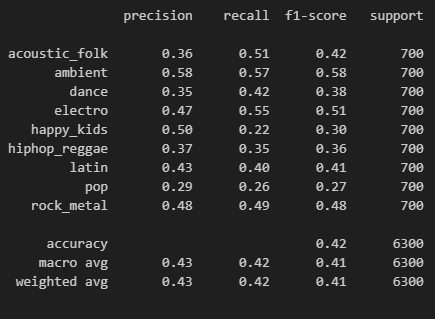 precision recall f1-score support
acoustic_folk 0.36 0.51 0.42 700
ambient 0.58 0.57 0.58 700
dance 0.35 0.42 0.38 700
electro 0.47 0.55 0.51 700
happy_kids 0.50 0.22 0.30 700
hiphop_reggae 0.37 0.35 0.36 700
latin 0.43 0.40 0.41 700
pop 0.29 0.26 0.27 700
rock_metal 0.48 0.49 0.48 700
accuracy 0.42 6300
macro avg 0.43 0.42 0.41 6300
weighted avg 0.43 0.42 0.41 6300